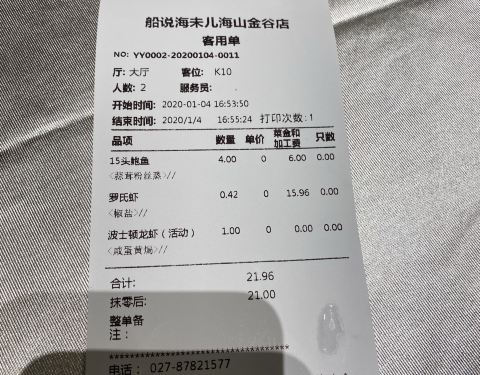 船说海未儿海山金谷店
客用单
NO: YY0002-20200104-0011
厅: 大厅 客位: K10
人数: 2 服务员: .
开始时间: 2020-01-04 16:53:50
结束时间: 2020/1/4 16:55:24 打印次数: 1
品项 数量 单价 菜金和加工费 只数
15头鲍鱼 4.00 0 6.00 0.00
<蒜茸粉丝蒸>//
罗氏虾 0.42 0 15.96 0.00
<椒盐>//
波士顿龙虾（活动） 1.00 0 0.00 0.00
<咸蛋黄焗>//
合计: 21.96
抹零后: 21.00
整单备
注:
************************************
电话: 027-87821577